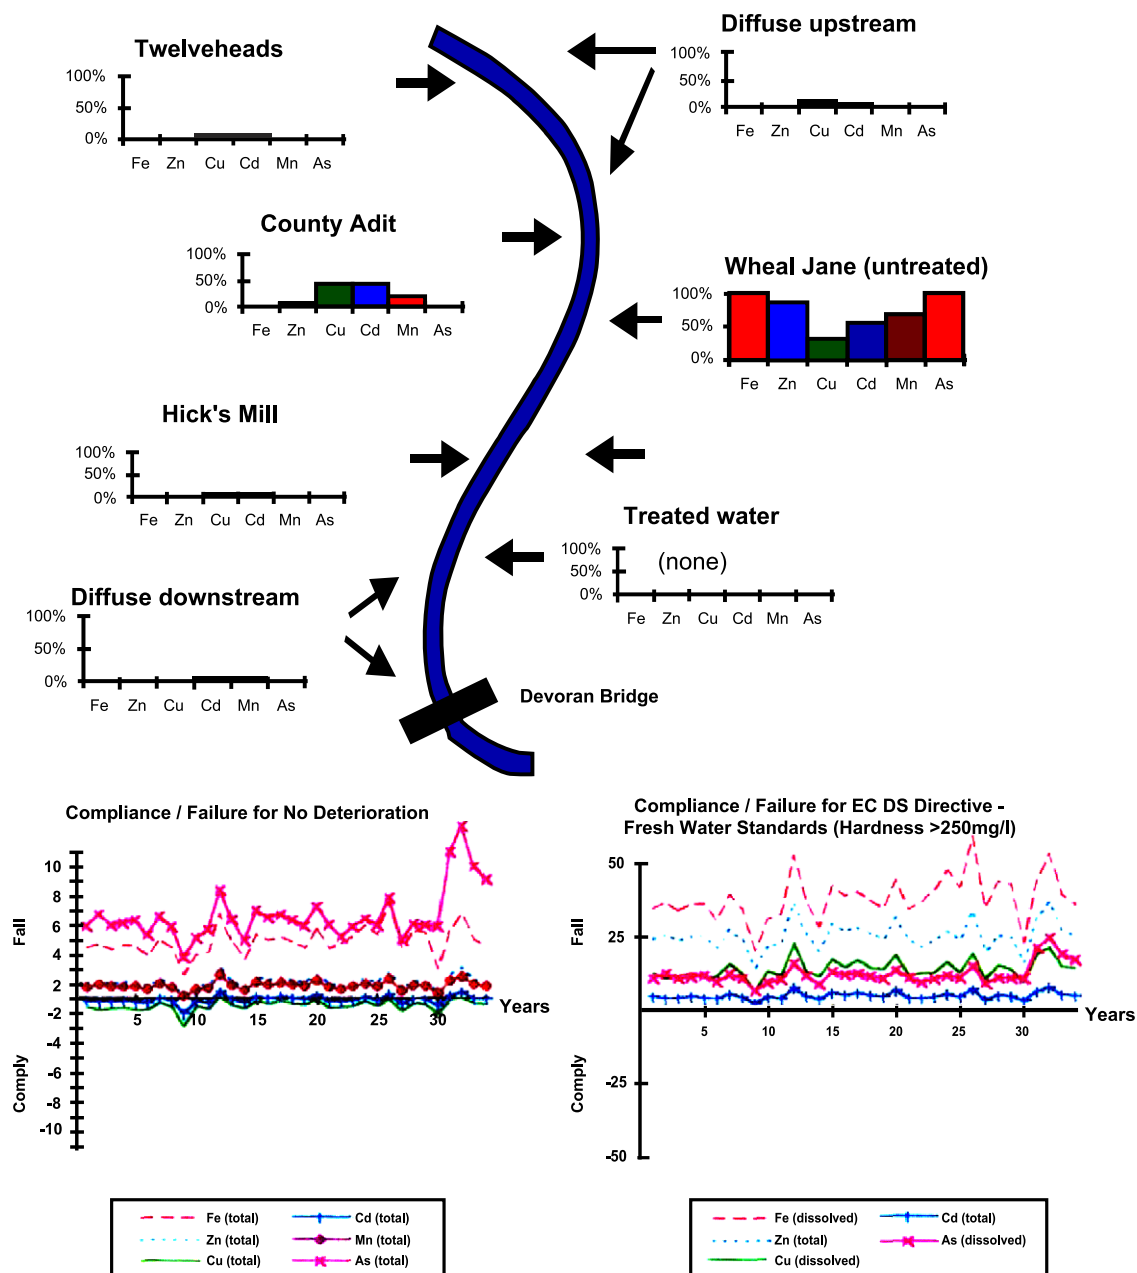 Twelveheads
100%
50%
0%
Fe Zn Cu Cd Mn As
Diffuse upstream
100%
50%
0%
Fe Zn Cu Cd Mn As
County Adit
100%
50%
0%
Fe Zn Cu Cd Mn As
Wheal Jane (untreated)
100%
50%
0%
Fe Zn Cu Cd Mn As
Hick's Mill
100%
50%
0%
Fe Zn Cu Cd Mn As
Treated water
100%
(none)
50%
0%
Fe Zn Cu Cd Mn As
Diffuse downstream
100%
50%
0%
Fe Zn Cu Cd Mn As
Devoran Bridge
Compliance / Failure for No Deterioration
10
8
6
4
2
-2
-4
-6
-8
-10
Fall
Comply
5 10 15 20 25 30
Years
Fe (total) Cd (total)
Zn (total) Mn (total)
Cu (total) As (total)
Compliance / Failure for EC DS Directive -
Fresh Water Standards (Hardness >250mg/l)
50
25
-25
-50
Fall
Comply
5 10 15 20 25 30
Years
Fe (dissolved) Cd (total)
Zn (total) As (dissolved)
Cu (dissolved)